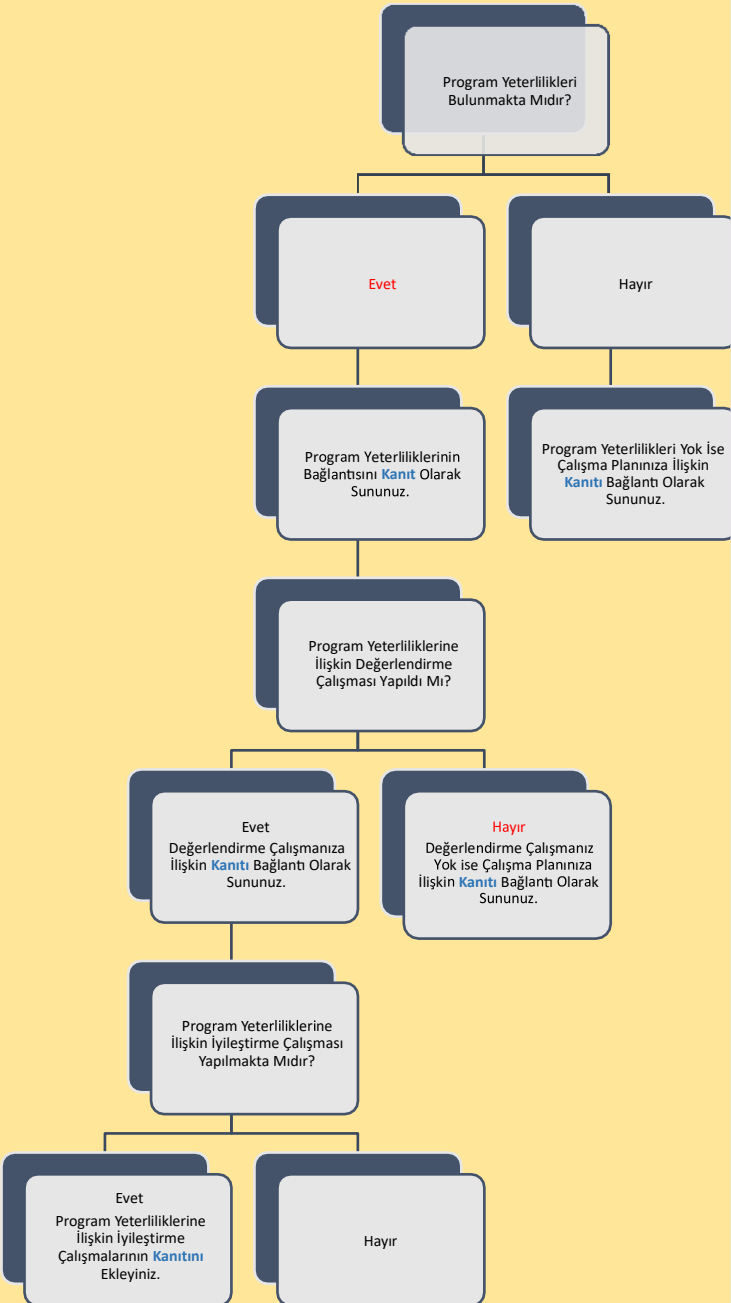 Program Yeterlilikleri
Bulunmakta Mıdır?
Evet
Hayır
Program Yeterliliklerinin
Bağlantısını Kanıt Olarak
Sununuz.
Program Yeterlilikleri Yok İse
Çalışma Planınıza İlişkin
Kanıtı Bağlantı Olarak
Sununuz.
Program Yeterliliklerine
İlişkin Değerlendirme
Çalışması Yapıldı Mı?
Evet
Değerlendirme Çalışmanıza
İlişkin Kanıtı Bağlantı Olarak
Sununuz.
Hayır
Değerlendirme Çalışmanız
Yok ise Çalışma Planınıza
İlişkin Kanıtı Bağlantı Olarak
Sununuz.
Program Yeterliliklerine
İlişkin İyileştirme Çalışması
Yapılmakta Mıdır?
Evet
Program Yeterliliklerine
İlişkin İyileştirme
Çalışmalarının Kanıtını
Ekleyiniz.
Hayır